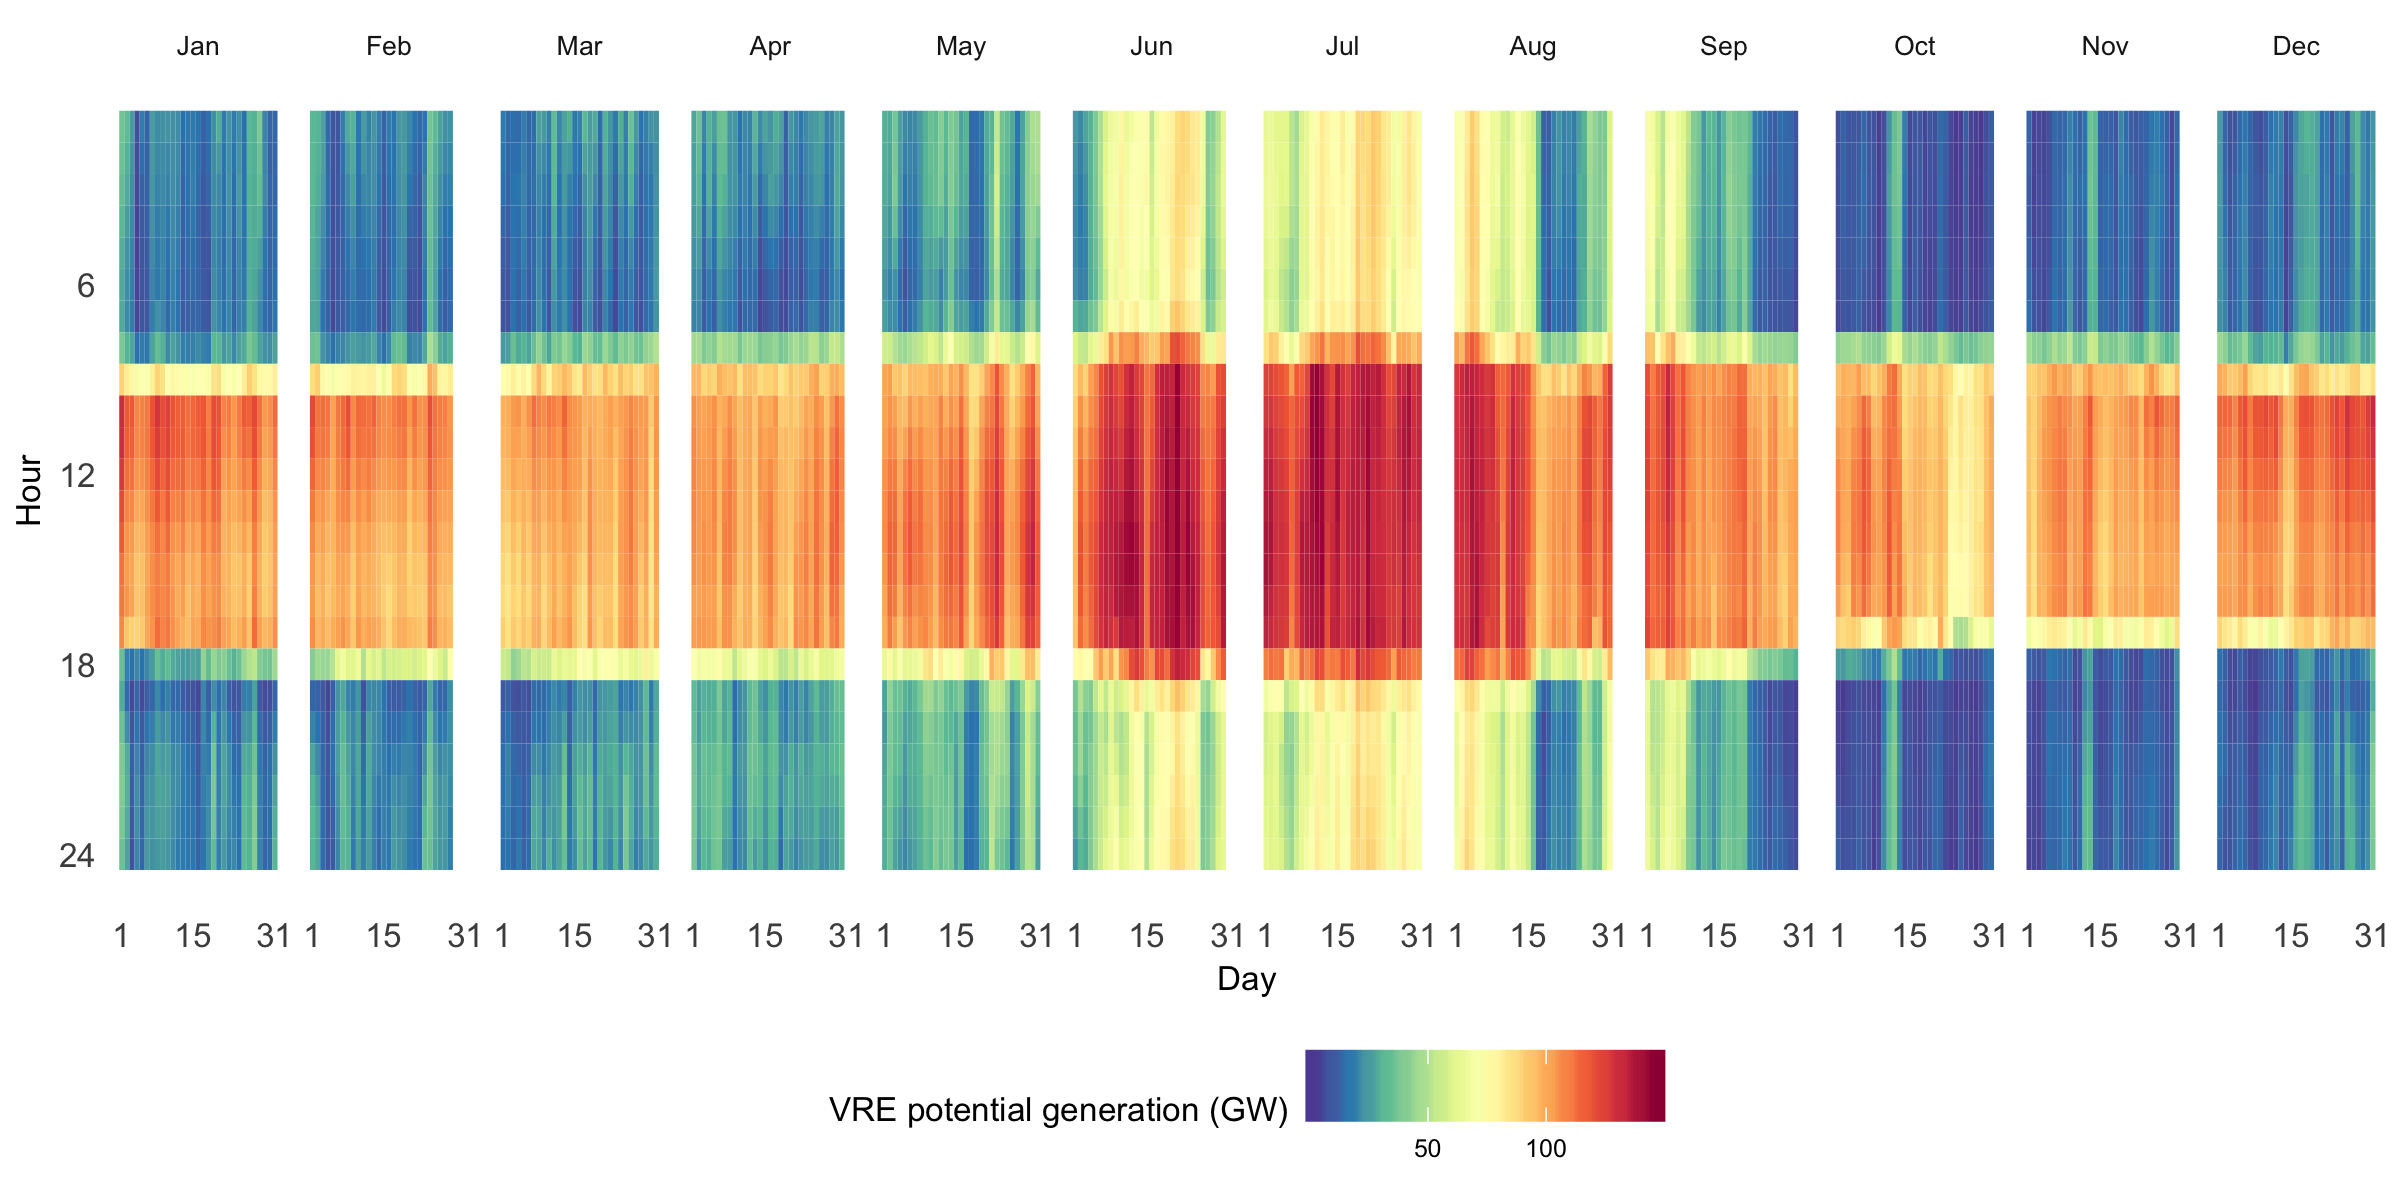 Jan Feb Mar Apr May Jun Jul Aug Sep Oct Nov Dec
6
12
18
24
Hour
1 15 31 1 15 31 1 15 31 1 15 31 1 15 31 1 15 31 1 15 31 1 15 31 1 15 31 1 15 31 1 15 31 1 15 31
Day
VRE potential generation (GW)
50 100